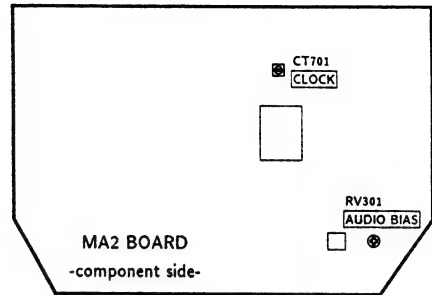 CT701
CLOCK
RV301
AUDIO BIAS
MA2 BOARD
-component side-